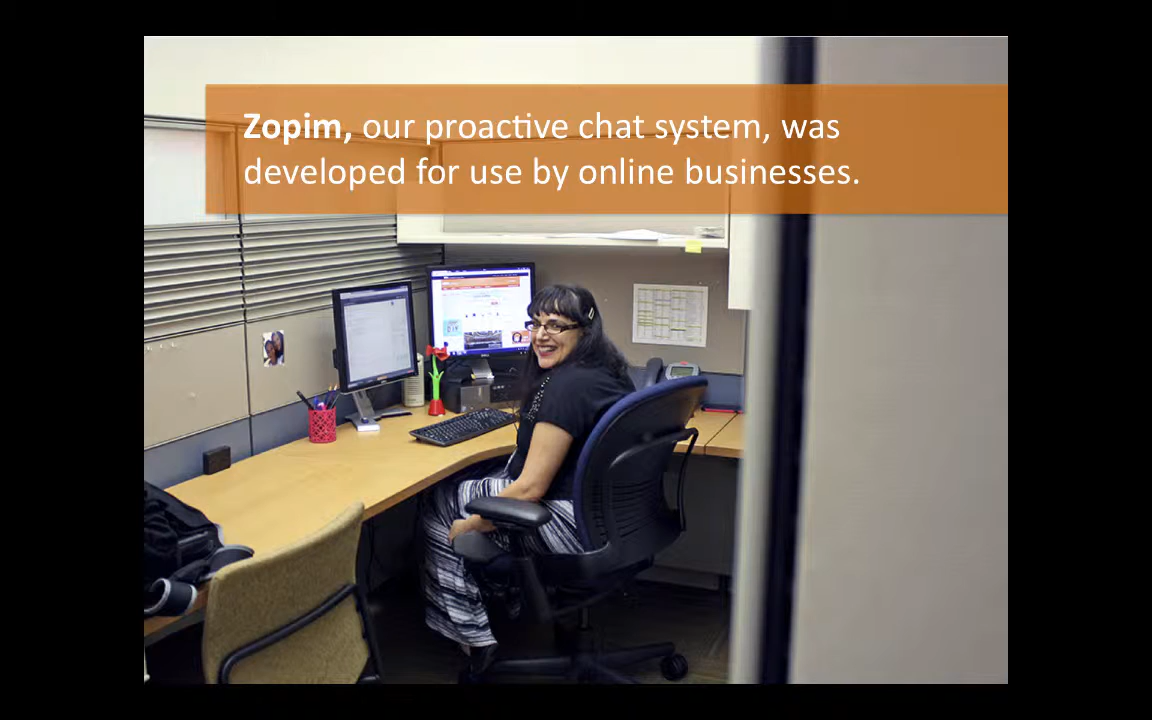 Zopim, our proactive chat system, was
developed for use by online businesses.